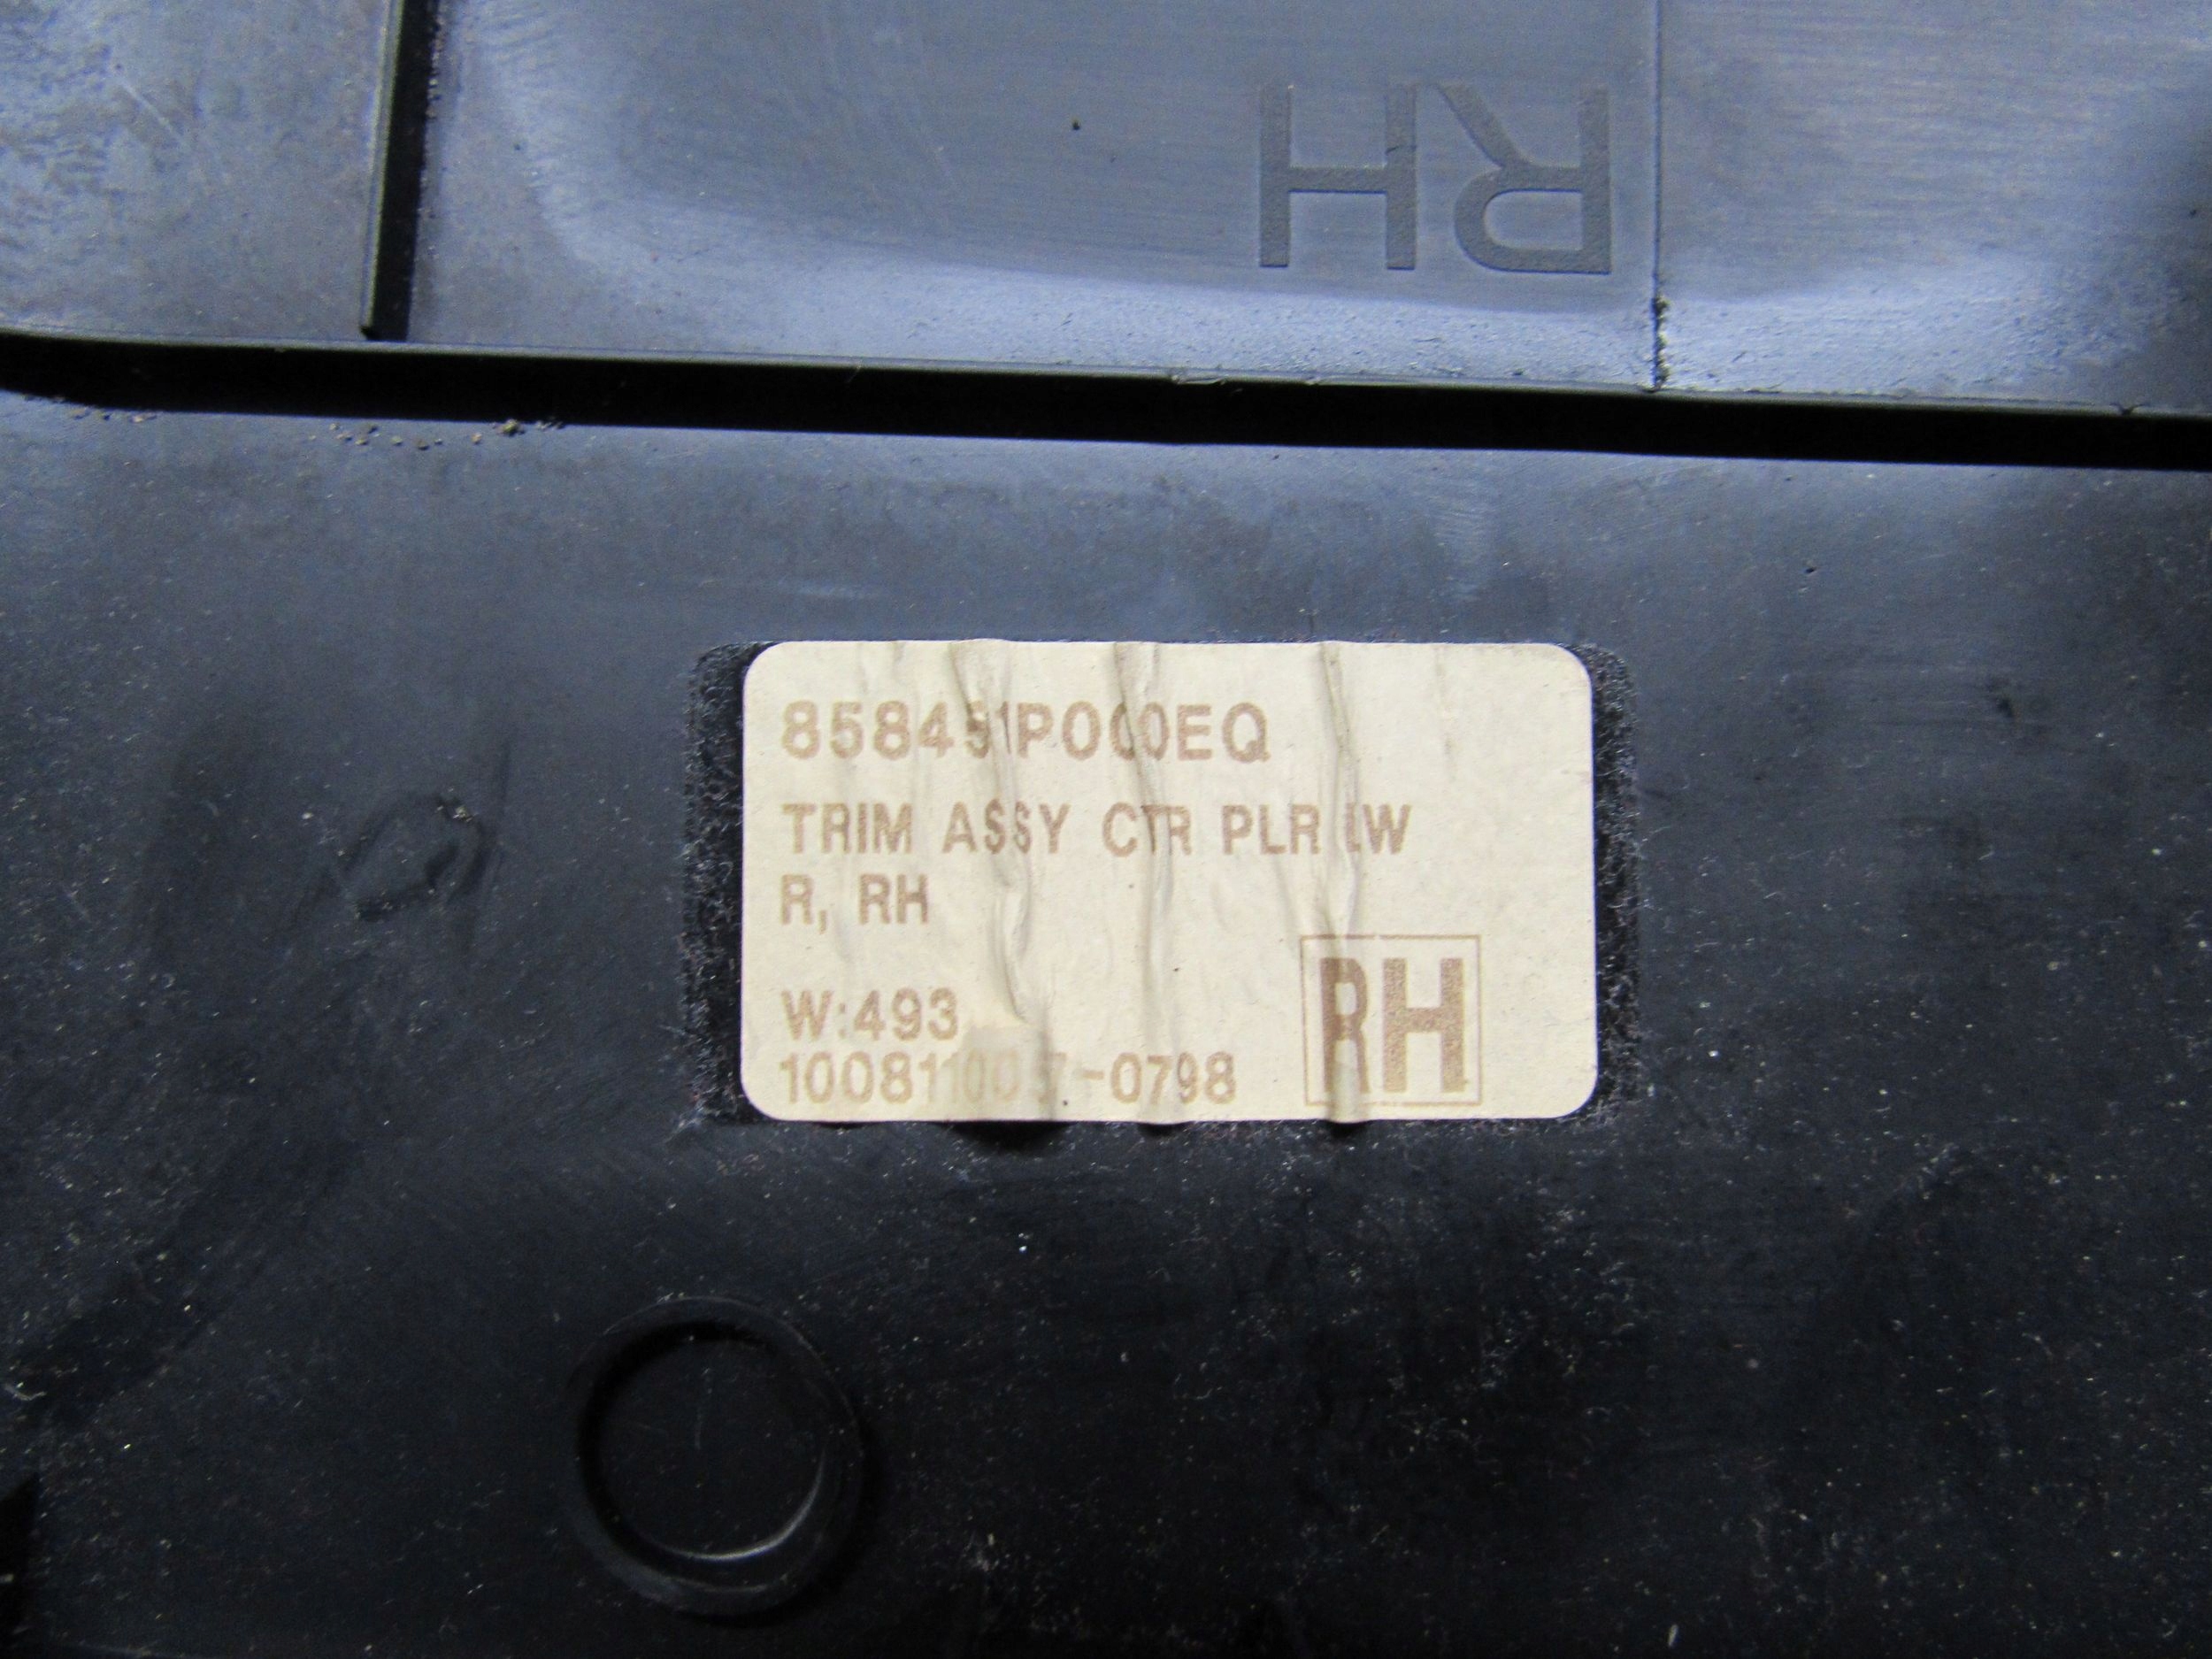 RH
858451P000EQ
TRIM ASSY CTR PLR LW
R, RH
W:493
RH